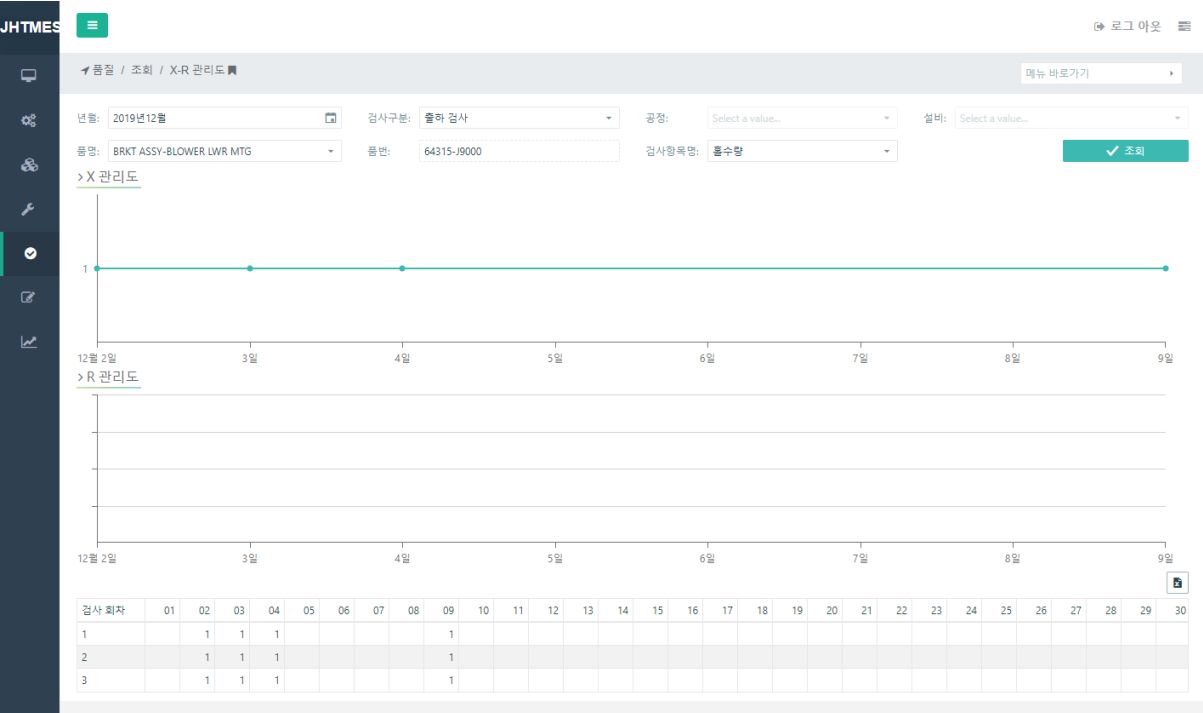 JHTMES
로그 아웃
품질 / 조회 / X-R 관리도
메뉴 바로가기
년월: 2019년12월 검사구분: 출하 검사 공정: Select a value... 설비: Select a value...
품명: BRKT ASSY-BLOWER LWR MTG 품번: 64315-J9000 검사항목명: 홀수량 조회
X 관리도
1
12월 2일 3일 4일 5일 6일 7일 8일 9일
R 관리도
12월 2일 3일 4일 5일 6일 7일 8일 9일
검사 회차 01 02 03 04 05 06 07 08 09 10 11 12 13 14 15 16 17 18 19 20 21 22 23 24 25 26 27 28 29 30
1 1 1 1 1
2 1 1 1 1
3 1 1 1 1